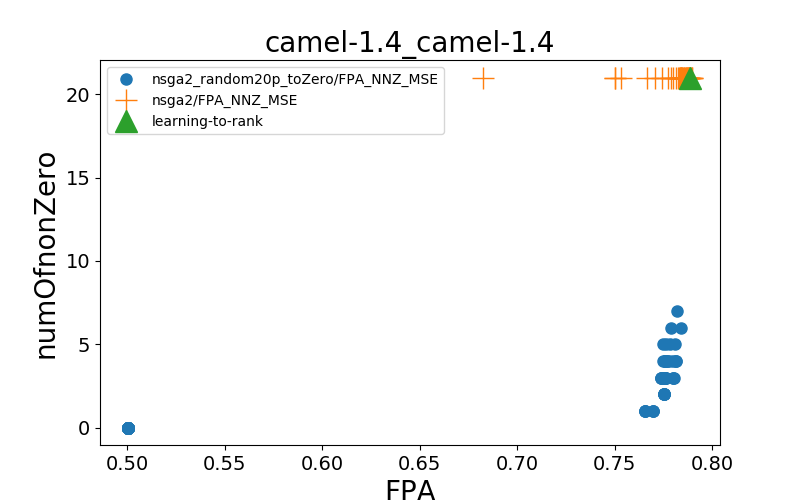 camel-1.4_camel-1.4
nsga2_random20p_toZero/FPA_NNZ_MSE
nsga2/FPA_NNZ_MSE
learning-to-rank
numOfnonZero
20
15
10
5
0
0.50 0.55 0.60 0.65 0.70 0.75 0.80
FPA